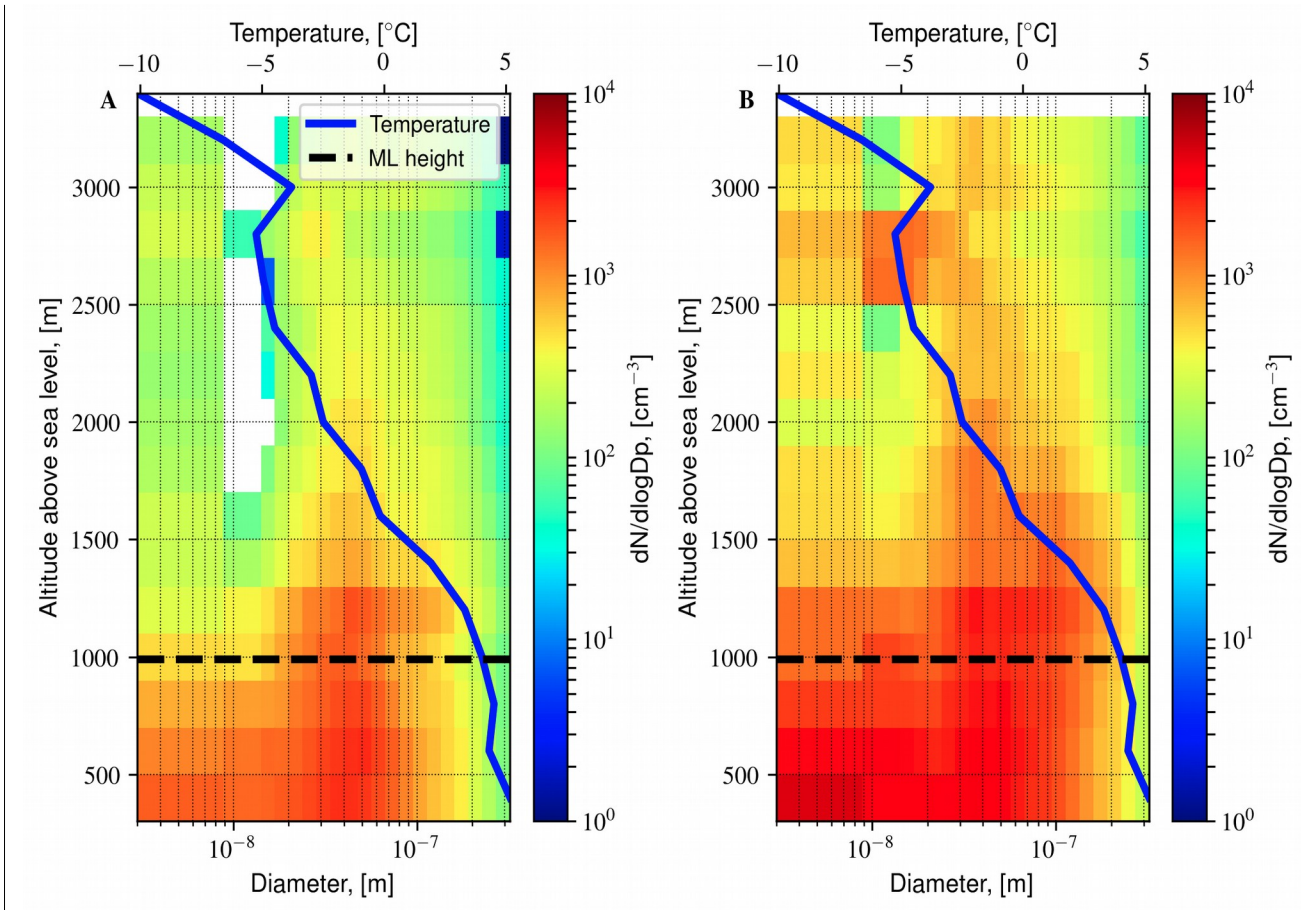 Temperature, [°C]
−10 −5 0 5
A
Temperature
ML height
3000
2500
2000
1500
1000
500
Altitude above sea level, [m]
10⁻⁸ 10⁻⁷
Diameter, [m]
10⁴
10³
10²
10¹
10⁰
dN/dlogDp, [cm⁻³]
Temperature, [°C]
−10 −5 0 5
B
3000
2500
2000
1500
1000
500
Altitude above sea level, [m]
10⁻⁸ 10⁻⁷
Diameter, [m]
10⁴
10³
10²
10¹
10⁰
dN/dlogDp, [cm⁻³]